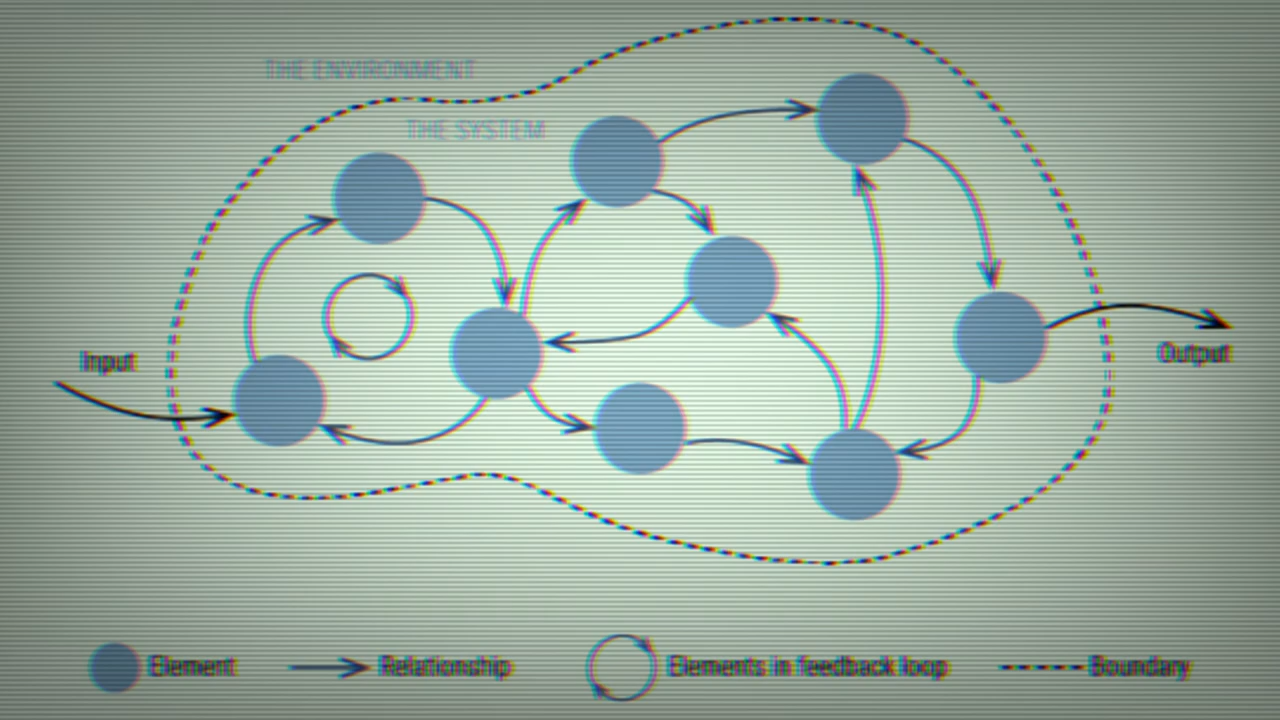 THE ENVIRONMENT
THE SYSTEM
Input
Output
Element
Relationship
Elements in feedback loop
Boundary